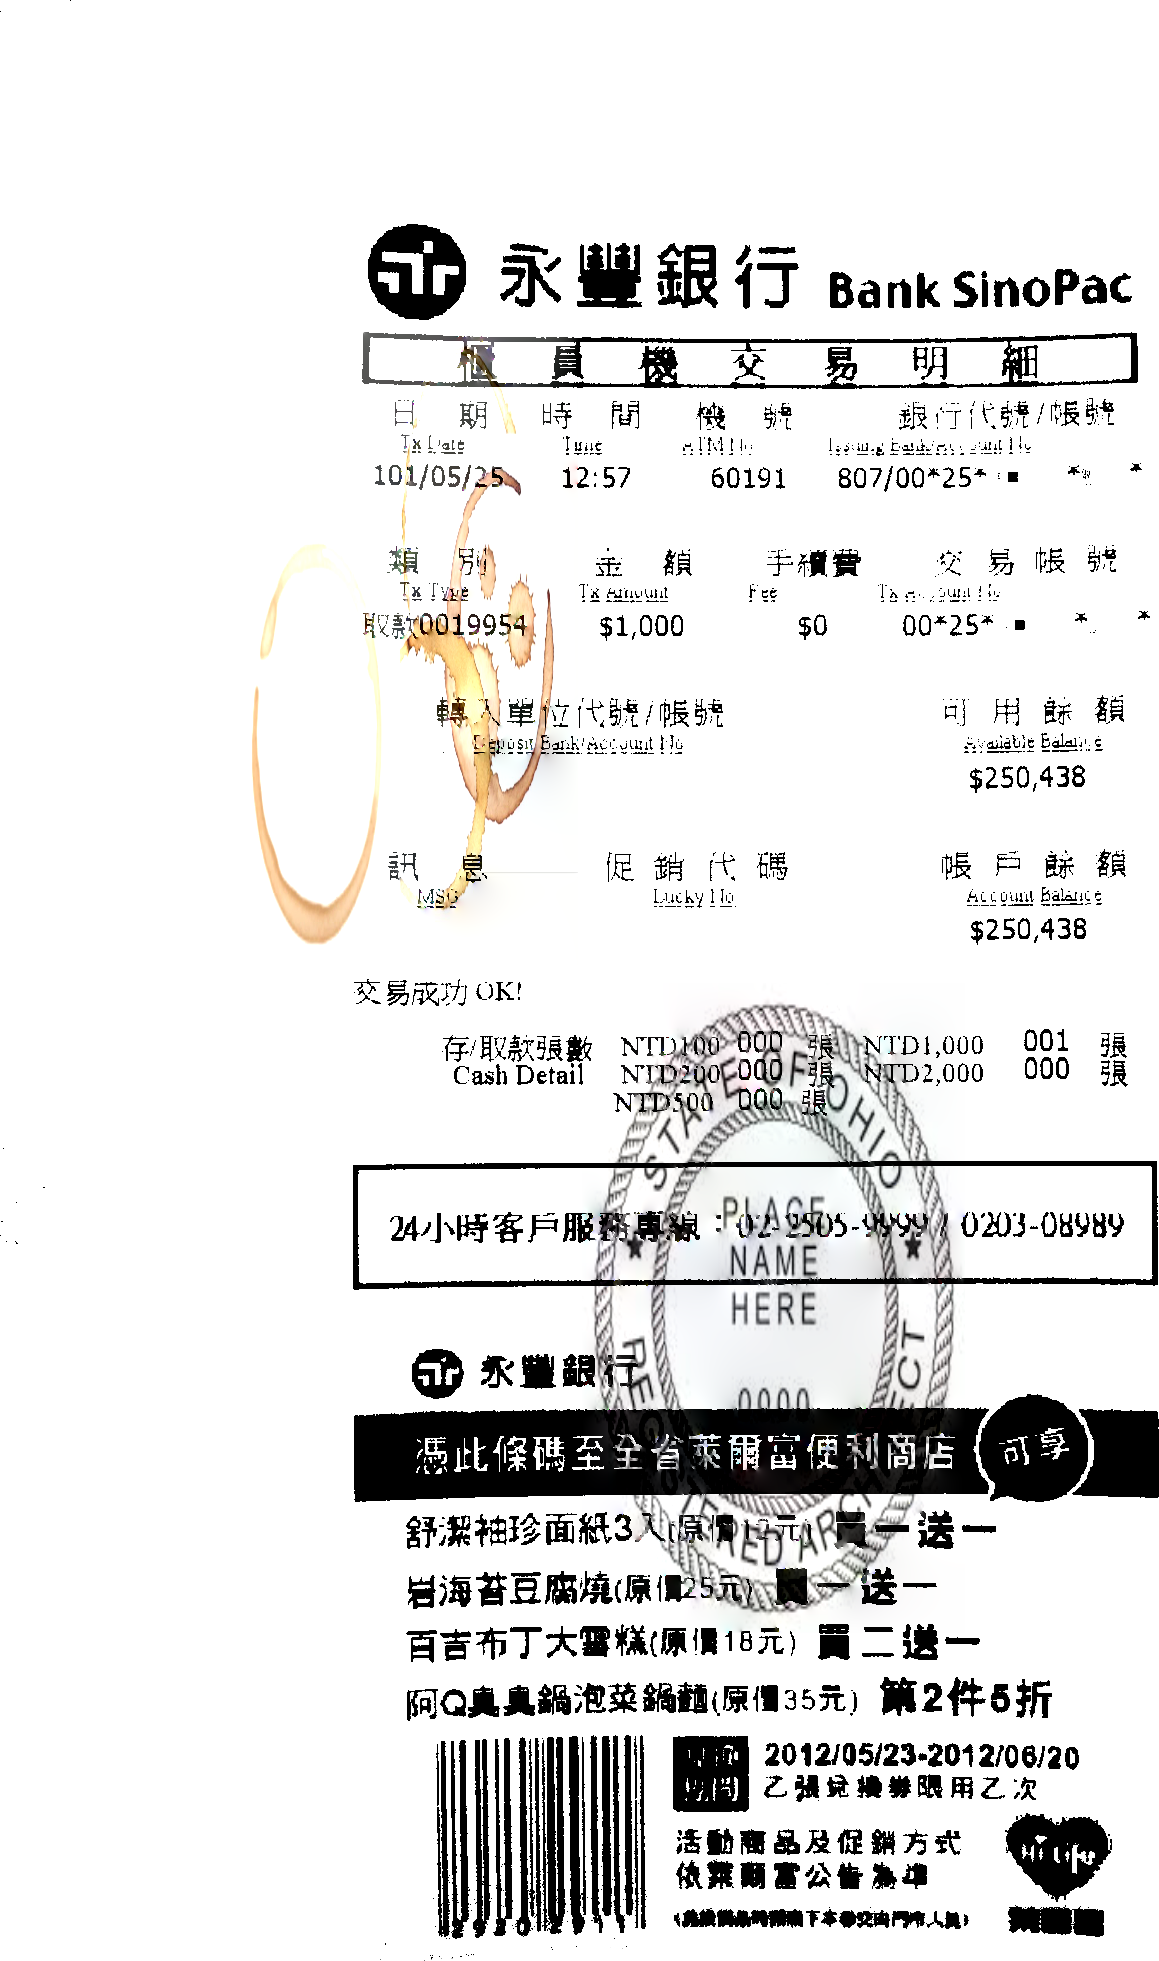 永豐銀行 Bank SinoPac
櫃員機交易明細
日期 時間 機號 銀行代號/帳號
Tx Date Time ATM No Issuing Bank/Account No
101/05/25 12:57 60191 807/00*25* * *
類別 金額 手續費 交易帳號
Tx Type Tx Amount Fee Tx Account No
取款0019954 $1,000 $0 00*25* * *
轉入單位代號/帳號 可用餘額
Deposit Bank/Account No Available Balance
$250,438
訊息 促銷代碼 帳戶餘額
MSG Lucky No Account Balance
$250,438
交易成功 OK!
存/取款張數 NTD100 000 張 NTD1,000 001 張
Cash Detail NTD200 000 張 NTD2,000 000 張
NTD500 000 張
STATE OF OHIO
24小時客戶服務專線：02-2505-9999 / 0203-08989
PLACE
NAME
HERE
0000
REGISTERED ARCHITECT
永豐銀行
憑此條碼至全省萊爾富便利商店 可享
舒潔袖珍面紙3入(原價12元) 買一送一
岩海苔豆腐燒(原價25元) 買一送一
百吉布丁大雪糕(原價18元) 買二送一
阿Q臭臭鍋泡菜鍋麵(原價35元) 第2件5折
2012/05/23-2012/06/20
乙張兌換券限用乙次
活動商品及促銷方式
依萊爾富公告為準
Hi-Life